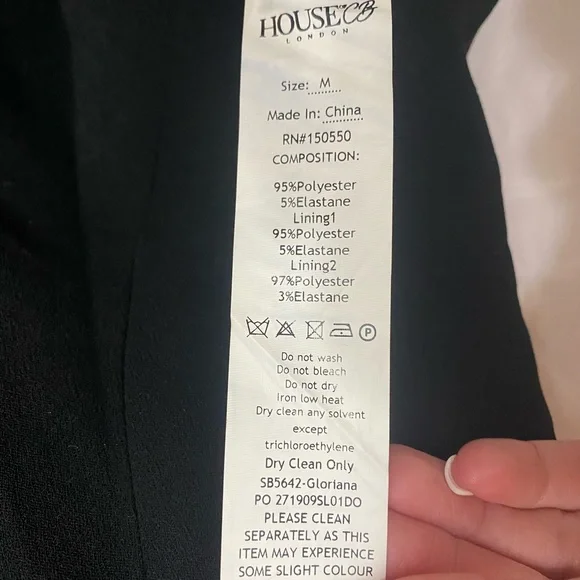 HOUSE OF CB
LONDON
Size: M
Made In: China
RN#150550
COMPOSITION:
95%Polyester
5%Elastane
Lining1
95%Polyester
5%Elastane
Lining2
97%Polyester
3%Elastane
P
Do not wash
Do not bleach
Do not dry
Iron low heat
Dry clean any solvent
except
trichloroethylene
Dry Clean Only
SB5642-Gloriana
PO 271909SL01DO
PLEASE CLEAN
SEPARATELY AS THIS
ITEM MAY EXPERIENCE
SOME SLIGHT COLOUR